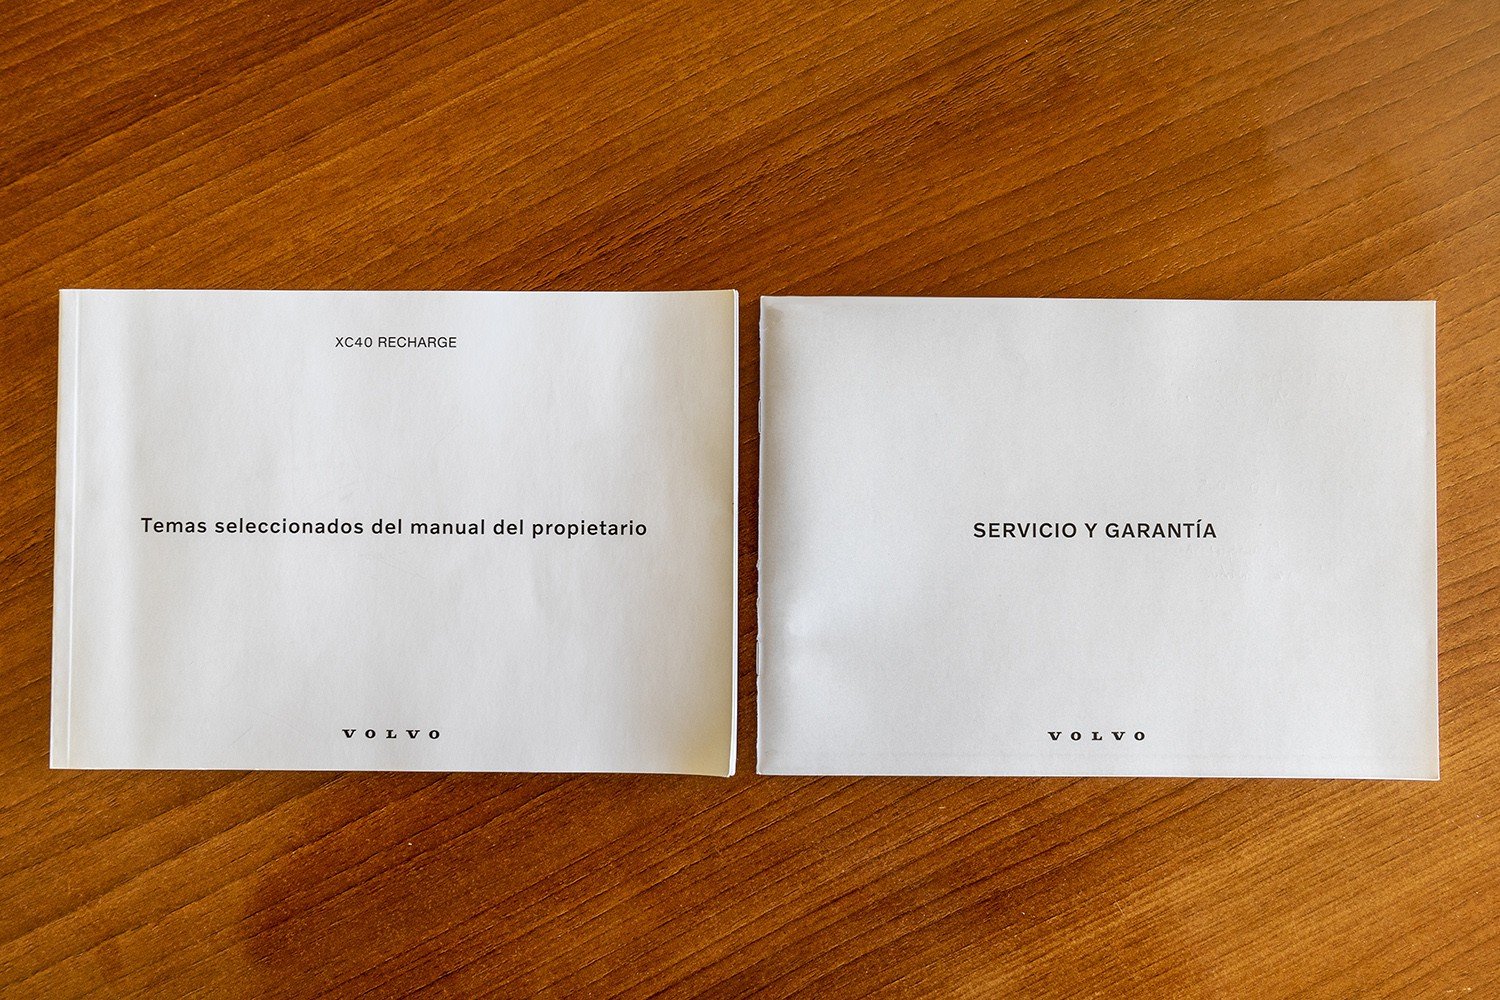 XC40 RECHARGE
Temas seleccionados del manual del propietario
VOLVO
SERVICIO Y GARANTÍA
VOLVO